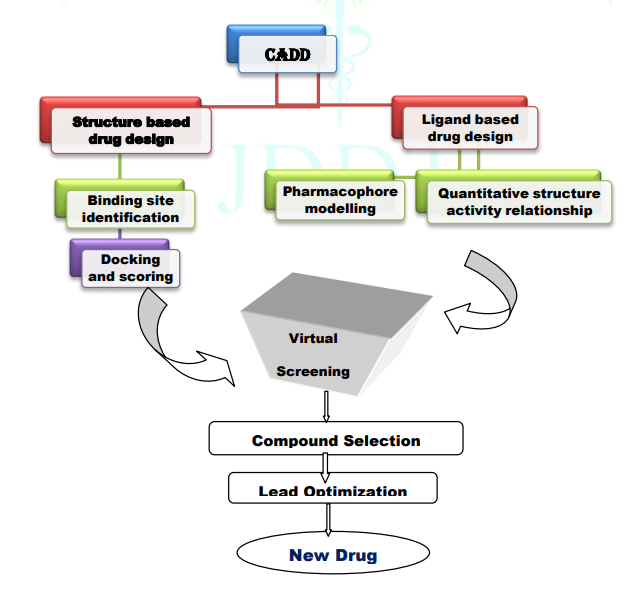 CADD
Structure based
drug design
Ligand based
drug design
Binding site
identification
Pharmacophore
modelling
Quantitative structure
activity relationship
Docking
and scoring
Virtual
Screening
Compound Selection
Lead Optimization
New Drug